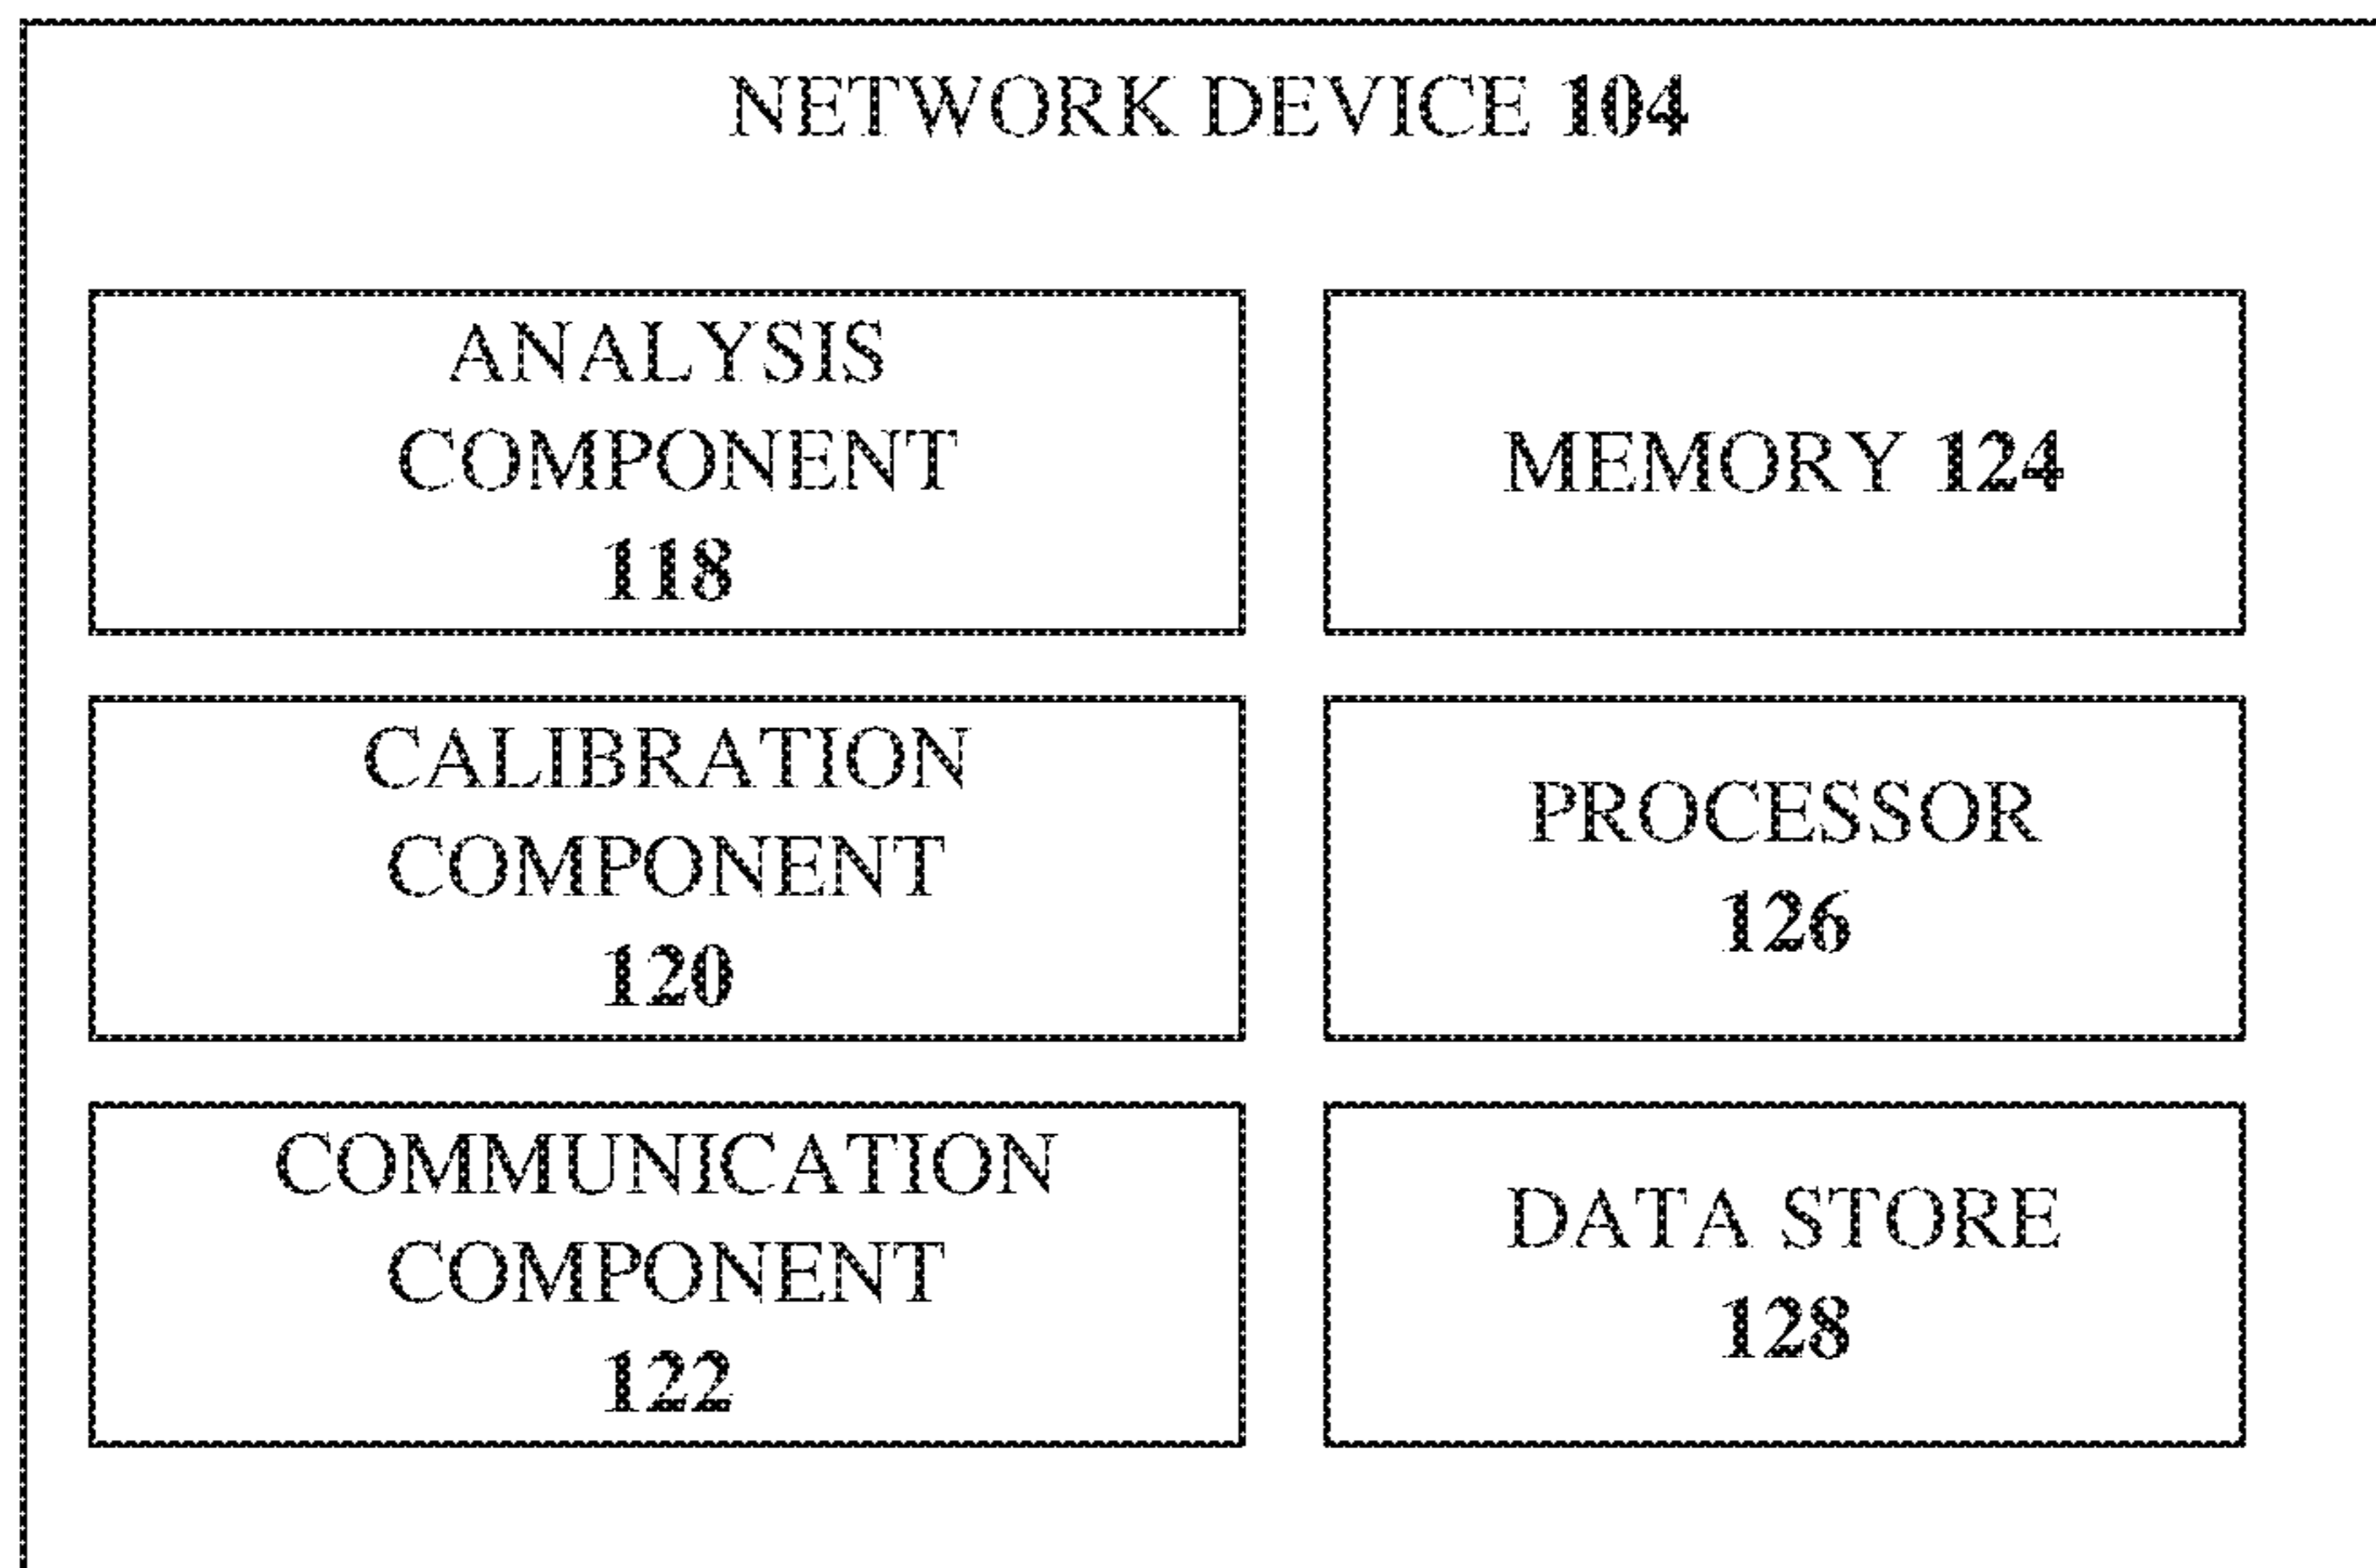 NETWORK DEVICE 104
ANALYSIS
COMPONENT
118
MEMORY 124
CALIBRATION
COMPONENT
120
PROCESSOR
126
COMMUNICATION
COMPONENT
122
DATA STORE
128